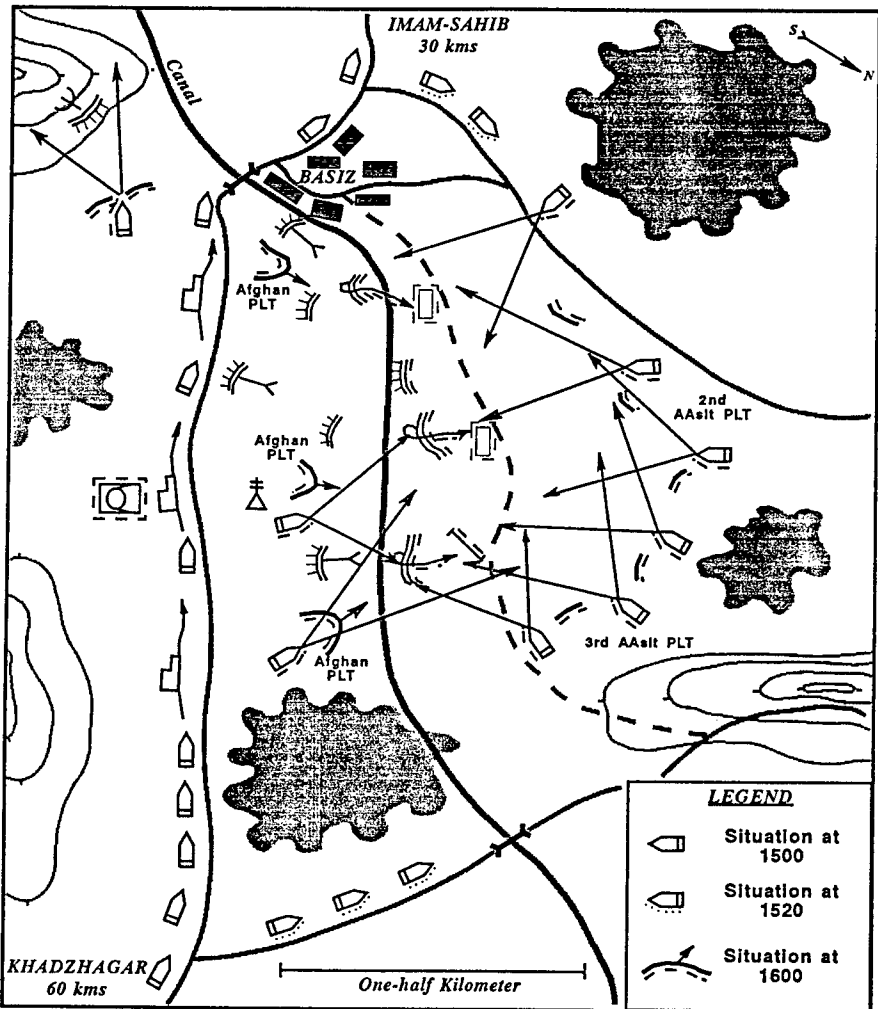 IMAM-SAHIB
30 kms
S
N
Canal
BASIZ
Afghan
PLT
2nd
AAslt PLT
Afghan
PLT
3rd AAslt PLT
Afghan
PLT
LEGEND
Situation at
1500
Situation at
1520
Situation at
1600
KHADZHAGAR
60 kms
One-half Kilometer